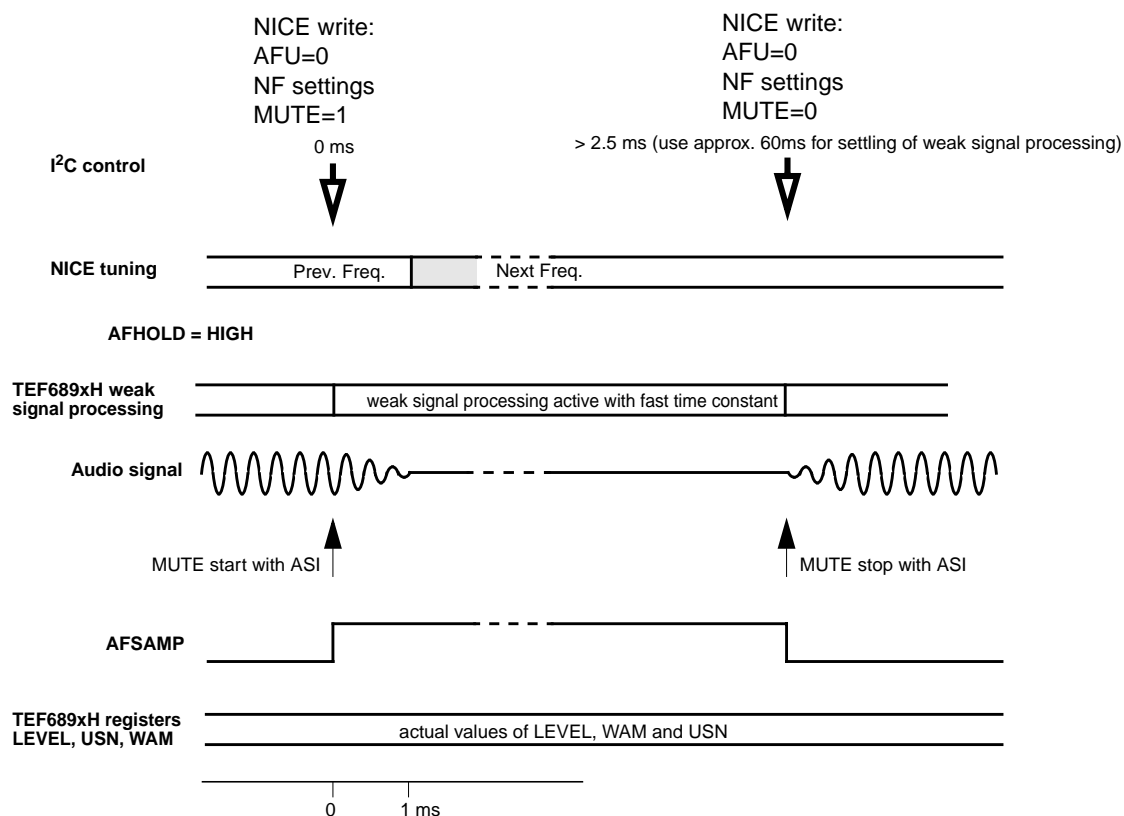 NICE write:
AFU=0
NF settings
MUTE=1
0 ms
NICE write:
AFU=0
NF settings
MUTE=0
> 2.5 ms (use approx. 60ms for settling of weak signal processing)
I2C control
NICE tuning
Prev. Freq.
Next Freq.
AFHOLD = HIGH
TEF689xH weak
signal processing
weak signal processing active with fast time constant
Audio signal
MUTE start with ASI
MUTE stop with ASI
AFSAMP
TEF689xH registers
LEVEL, USN, WAM
actual values of LEVEL, WAM and USN
0
1 ms